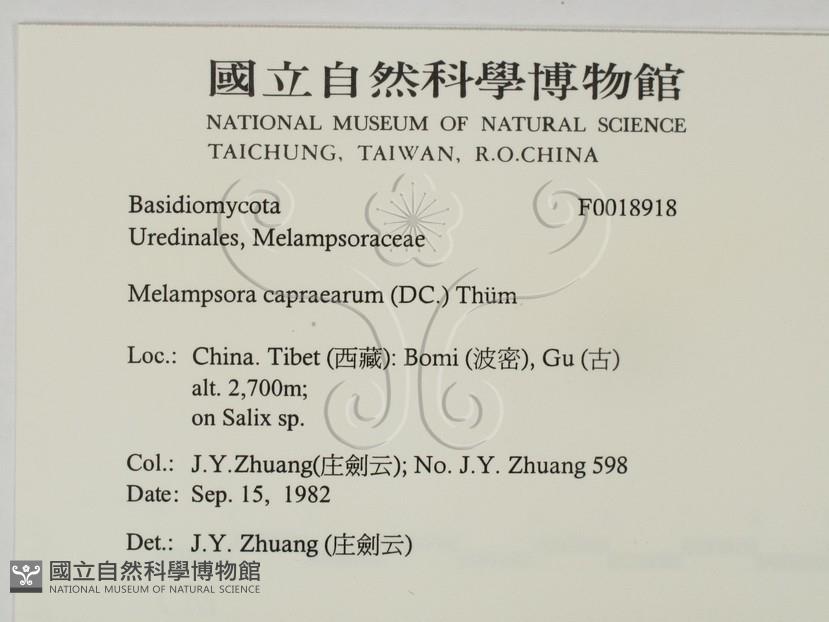 國立自然科學博物館
NATIONAL MUSEUM OF NATURAL SCIENCE
TAICHUNG, TAIWAN, R.O.CHINA
Basidiomycota F0018918
Uredinales, Melampsoraceae
Melampsora capraearum (DC.) Thüm
Loc.: China. Tibet (西藏): Bomi (波密), Gu (古)
alt. 2,700m;
on Salix sp.
Col.: J.Y.Zhuang(庄劍云); No. J.Y. Zhuang 598
Date: Sep. 15, 1982
Det.: J.Y. Zhuang (庄劍云)
國立自然科學博物館
NATIONAL MUSEUM OF NATURAL SCIENCE